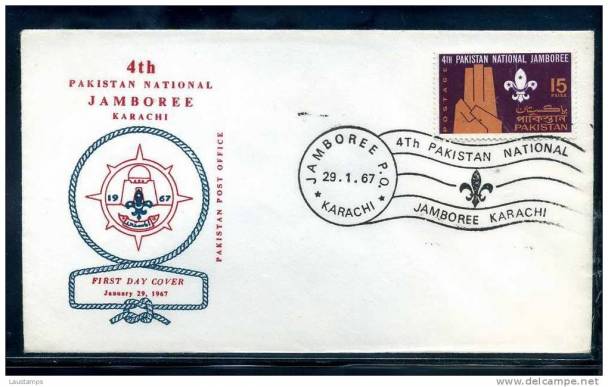 4th
PAKISTAN NATIONAL
JAMBOREE
KARACHI
19 67
PAKISTAN POST OFFICE
FIRST DAY COVER
January 29, 1967
4TH PAKISTAN NATIONAL JAMBOREE
POSTAGE
15
PAISA
پاکستان
পাকিস্তান
PAKISTAN
JAMBOREE P.O.
29.1.67
KARACHI
4Th PAKISTAN NATIONAL
JAMBOREE KARACHI
Laustamps
delcampe.net